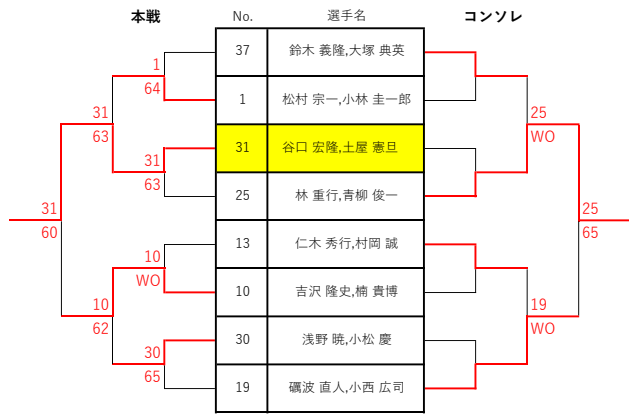 本戦 No. 選手名 コンソレ
37 鈴木 義隆,大塚 典英
1
64 1 松村 宗一,小林 圭一郎
31 25
63 WO
31 31 谷口 宏隆,土屋 憲旦
63
25 林 重行,青柳 俊一
31 25
60 65
13 仁木 秀行,村岡 誠
10
WO 10 吉沢 隆史,楠 貴博
10 19
62 WO
30 30 浅野 暁,小松 慶
65
19 礪波 直人,小西 広司